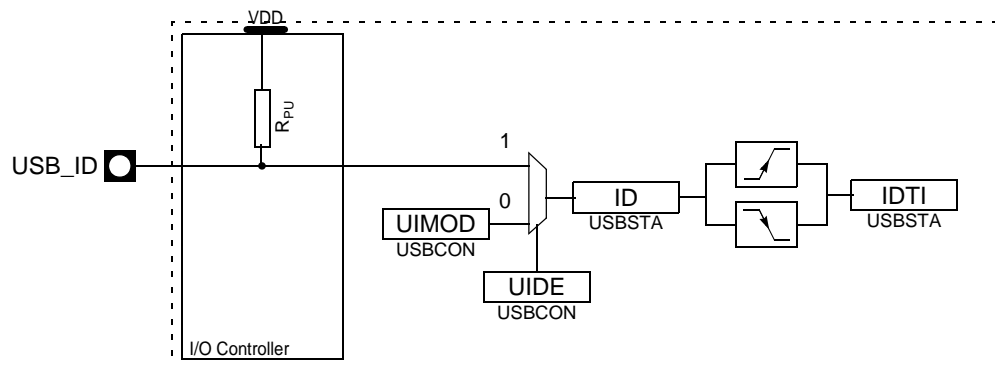 VDD
RPU
1
USB_ID
0
ID
USBSTA
IDTI
USBSTA
UIMOD
USBCON
UIDE
USBCON
I/O Controller